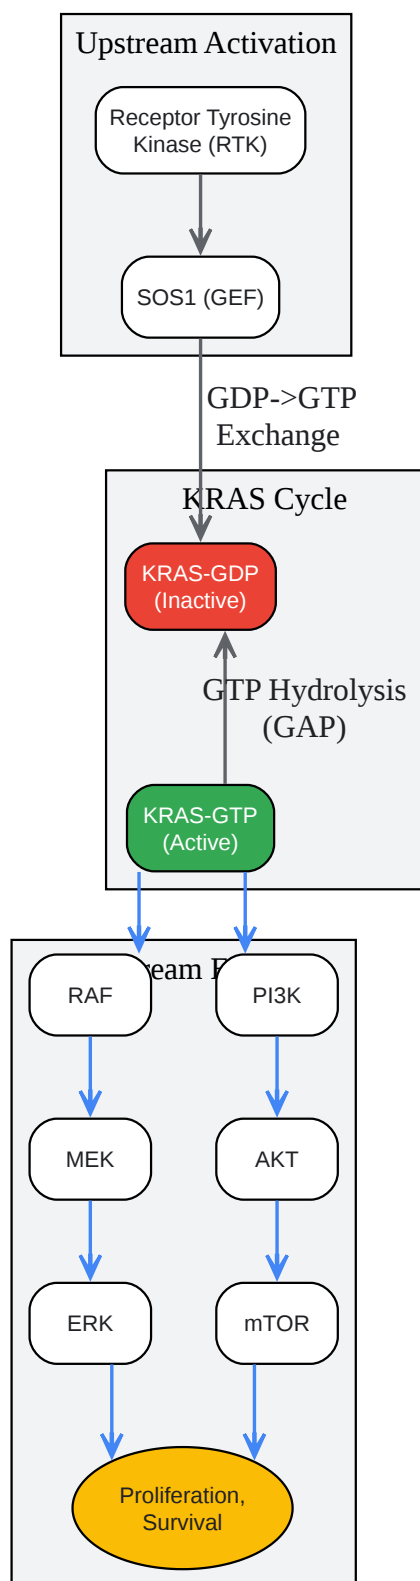 Upstream Activation
Receptor Tyrosine
Kinase (RTK)
SOS1 (GEF)
GDP->GTP
Exchange
KRAS Cycle
KRAS-GDP
(Inactive)
GTP Hydrolysis
(GAP)
KRAS-GTP
(Active)
RAF
PI3K
MEK
AKT
ERK
mTOR
Proliferation,
Survival